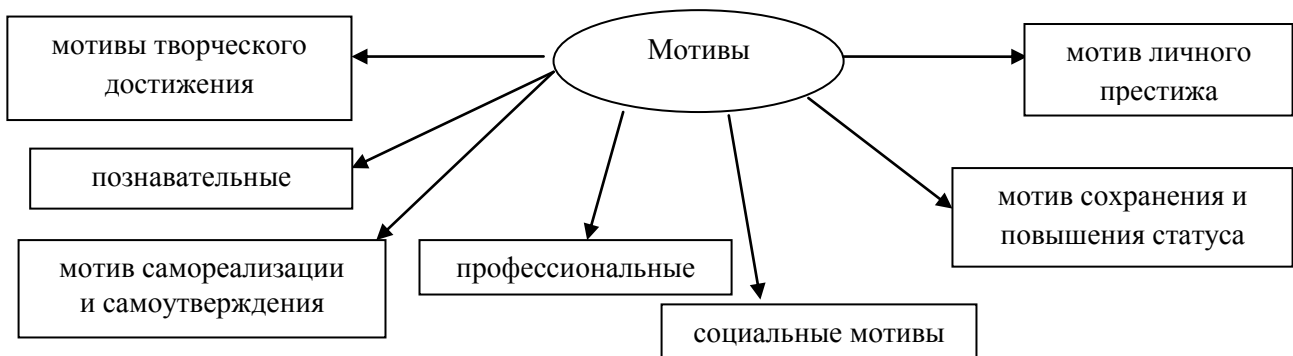 Мотивы
мотивы творческого
достижения
познавательные
мотив самореализации
и самоутверждения
профессиональные
социальные мотивы
мотив сохранения и
повышения статуса
мотив личного
престижа